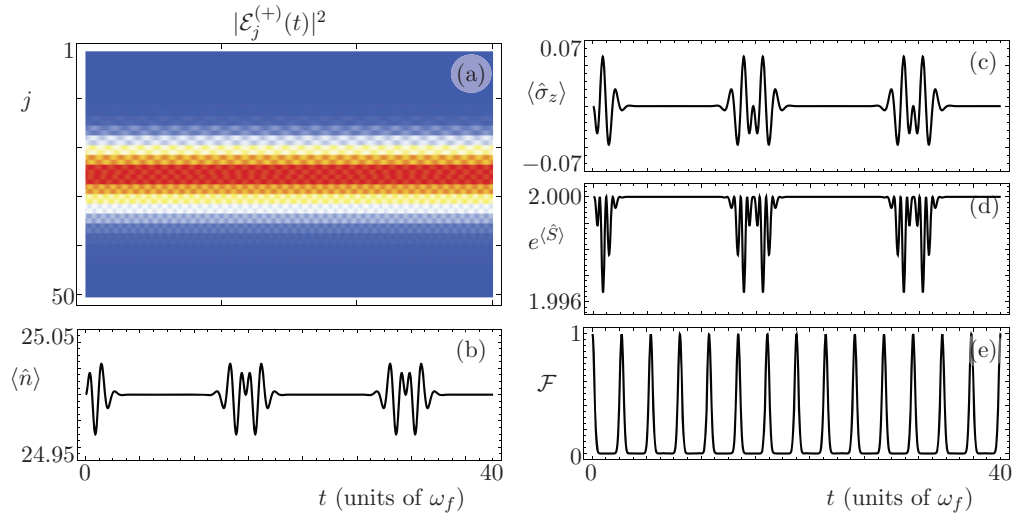 |ℰ_j^{(+)}(t)|^2
1
(a)
j
50
25.05
(b)
⟨n̂⟩
24.95
0
40
t (units of ω_f)
0.07
(c)
⟨σ̂_z⟩
−0.07
2.000
(d)
e^{⟨Ŝ⟩}
1.996
1
(e)
ℱ
0
0
40
t (units of ω_f)